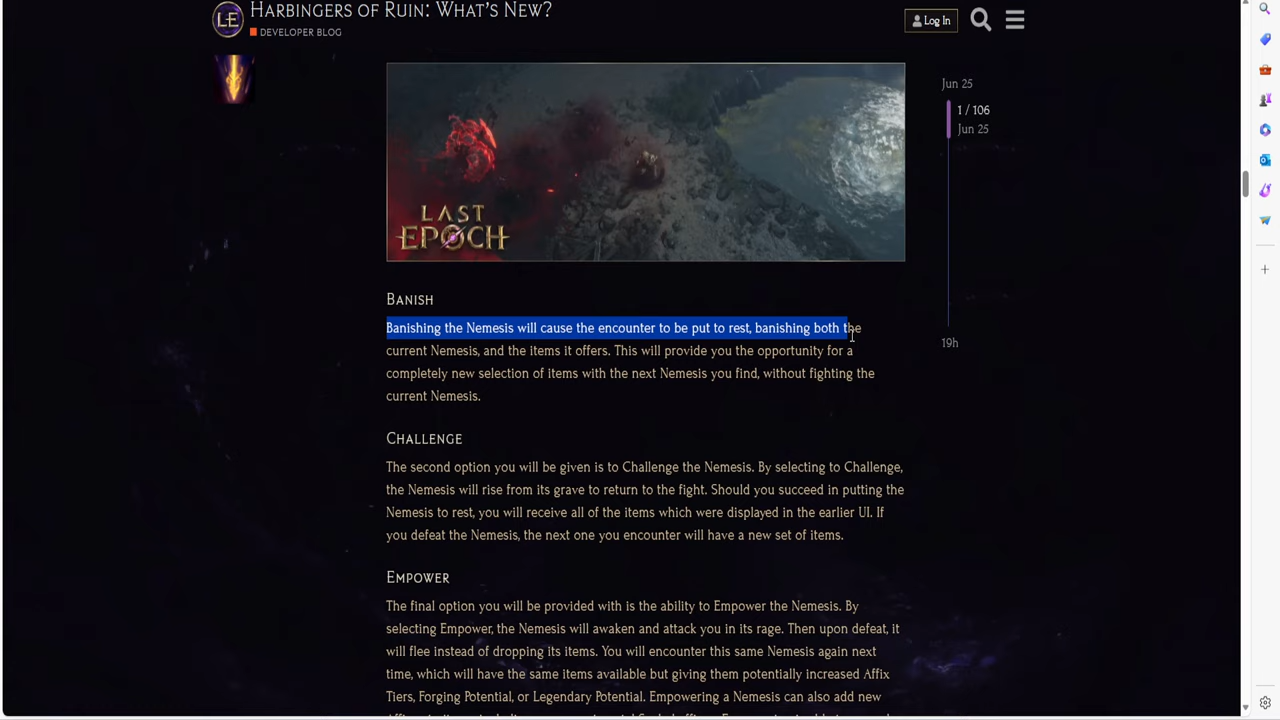 Harbingers of Ruin: What's New?
DEVELOPER BLOG
Log In
LAST
EPOCH
Jun 25
1 / 106
Jun 25
19h
Banish
Banishing the Nemesis will cause the encounter to be put to rest, banishing both the
current Nemesis, and the items it offers. This will provide you the opportunity for a
completely new selection of items with the next Nemesis you find, without fighting the
current Nemesis.
Challenge
The second option you will be given is to Challenge the Nemesis. By selecting to Challenge,
the Nemesis will rise from its grave to return to the fight. Should you succeed in putting the
Nemesis to rest, you will receive all of the items which were displayed in the earlier UI. If
you defeat the Nemesis, the next one you encounter will have a new set of items.
Empower
The final option you will be provided with is the ability to Empower the Nemesis. By
selecting Empower, the Nemesis will awaken and attack you in its rage. Then upon defeat, it
will flee instead of dropping its items. You will encounter this same Nemesis again next
time, which will have the same items available but giving them potentially increased Affix
Tiers, Forging Potential, or Legendary Potential. Empowering a Nemesis can also add new